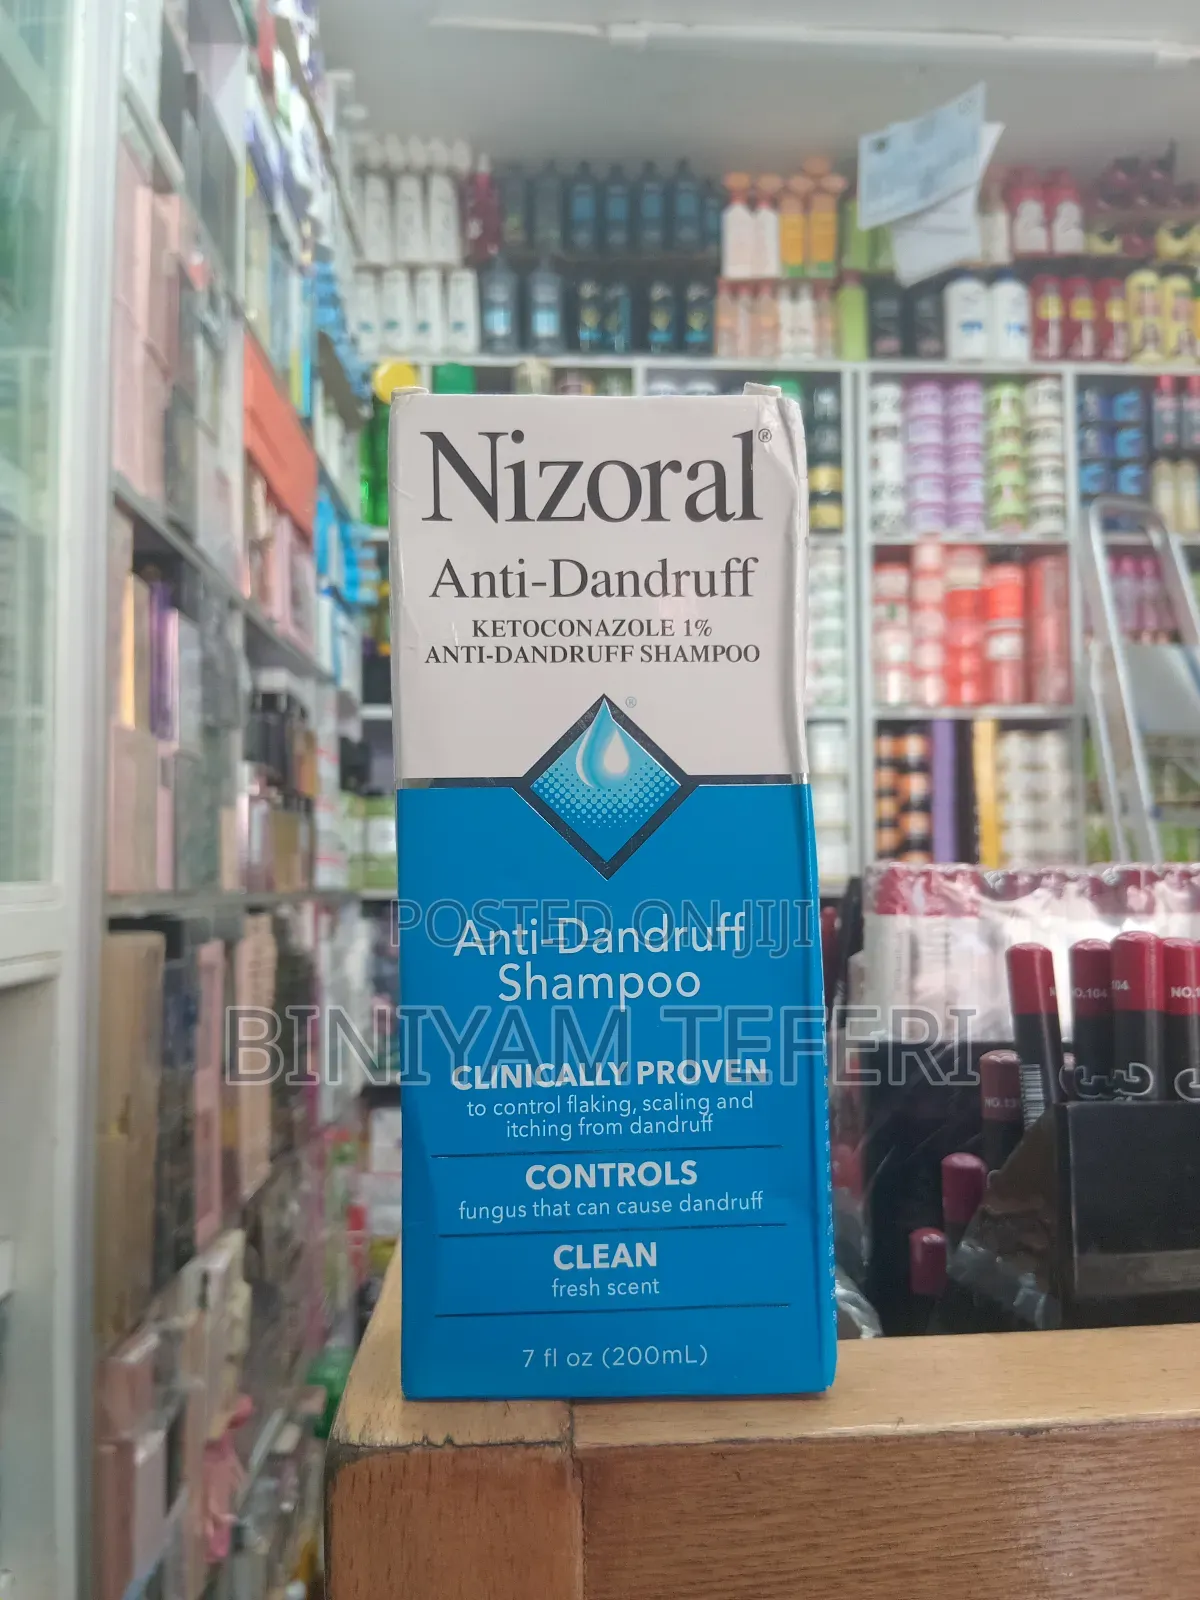 Nizoral®
Anti-Dandruff
KETOCONAZOLE 1%
ANTI-DANDRUFF SHAMPOO
®
POSTED ON JIJI
Anti-Dandruff
Shampoo
BINIYAM TEFERI
CLINICALLY PROVEN
to control flaking, scaling and
itching from dandruff
CONTROLS
fungus that can cause dandruff
CLEAN
fresh scent
7 fl oz (200mL)
NO.104